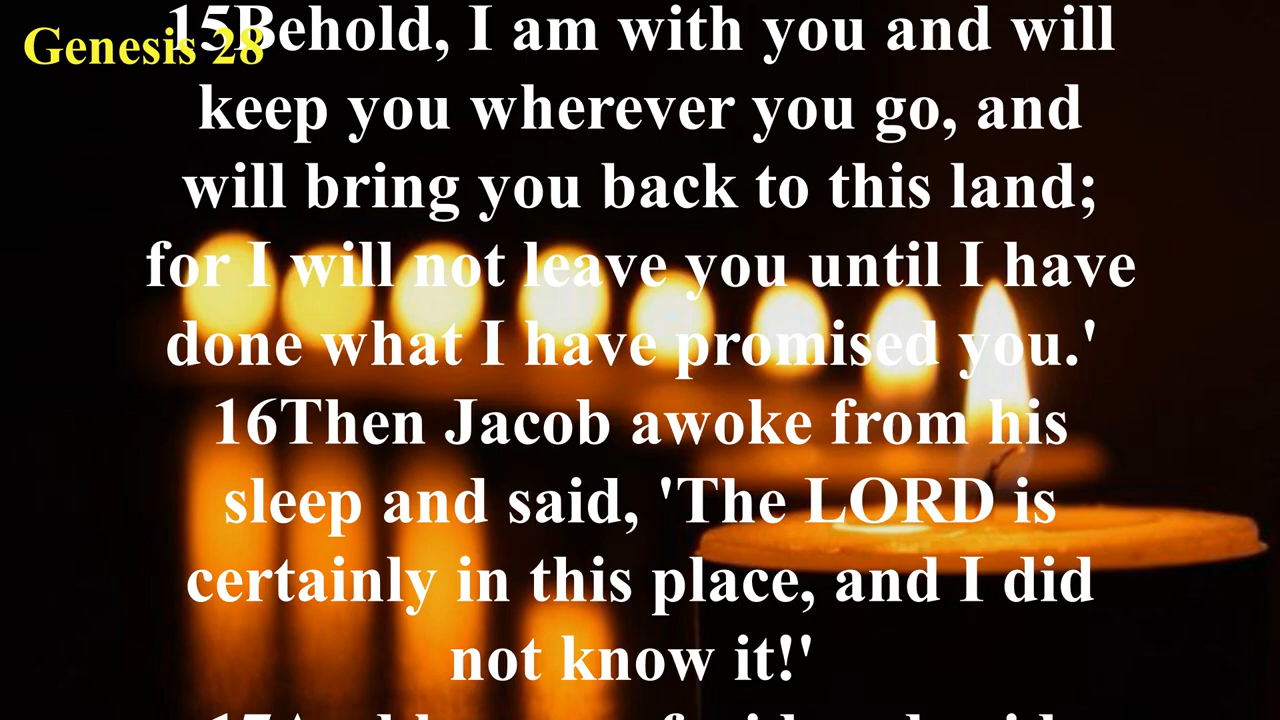 Genesis 28
15Behold, I am with you and will
keep you wherever you go, and
will bring you back to this land;
for I will not leave you until I have
done what I have promised you.'
16Then Jacob awoke from his
sleep and said, 'The LORD is
certainly in this place, and I did
not know it!'